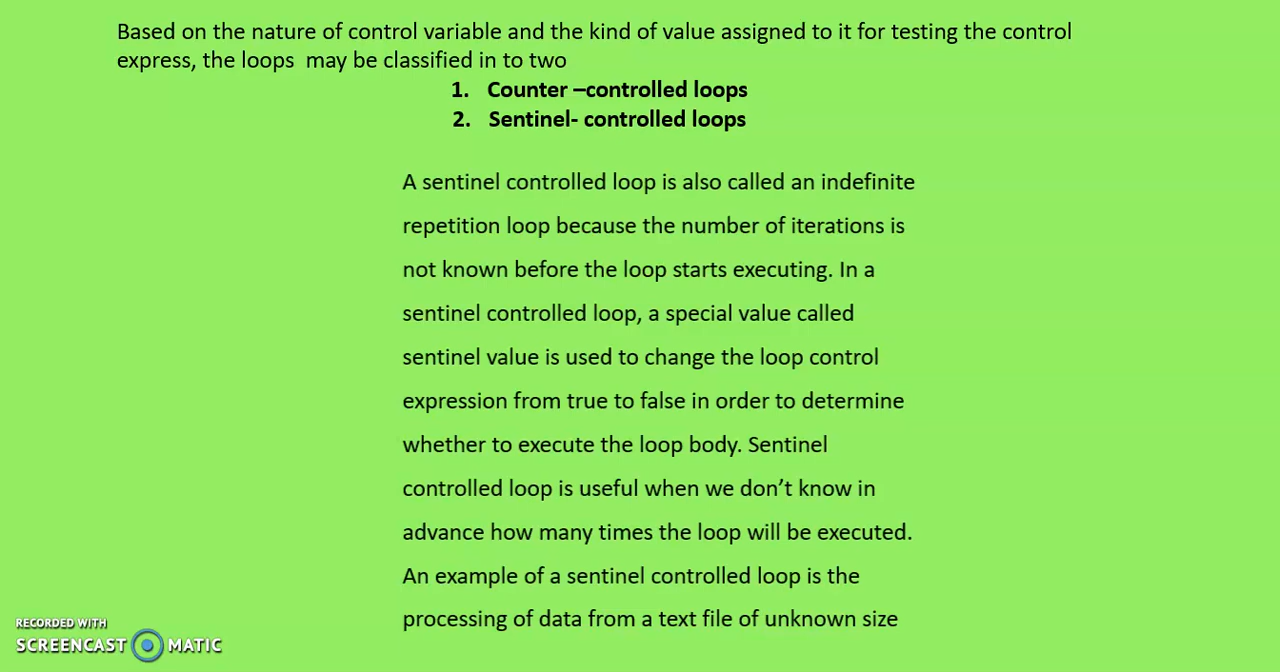 Based on the nature of control variable and the kind of value assigned to it for testing the control
express, the loops  may be classified in to two
1. Counter –controlled loops
2. Sentinel- controlled loops
A sentinel controlled loop is also called an indefinite
repetition loop because the number of iterations is
not known before the loop starts executing. In a
sentinel controlled loop, a special value called
sentinel value is used to change the loop control
expression from true to false in order to determine
whether to execute the loop body. Sentinel
controlled loop is useful when we don’t know in
advance how many times the loop will be executed.
An example of a sentinel controlled loop is the
processing of data from a text file of unknown size
RECORDED WITH
SCREENCAST MATIC